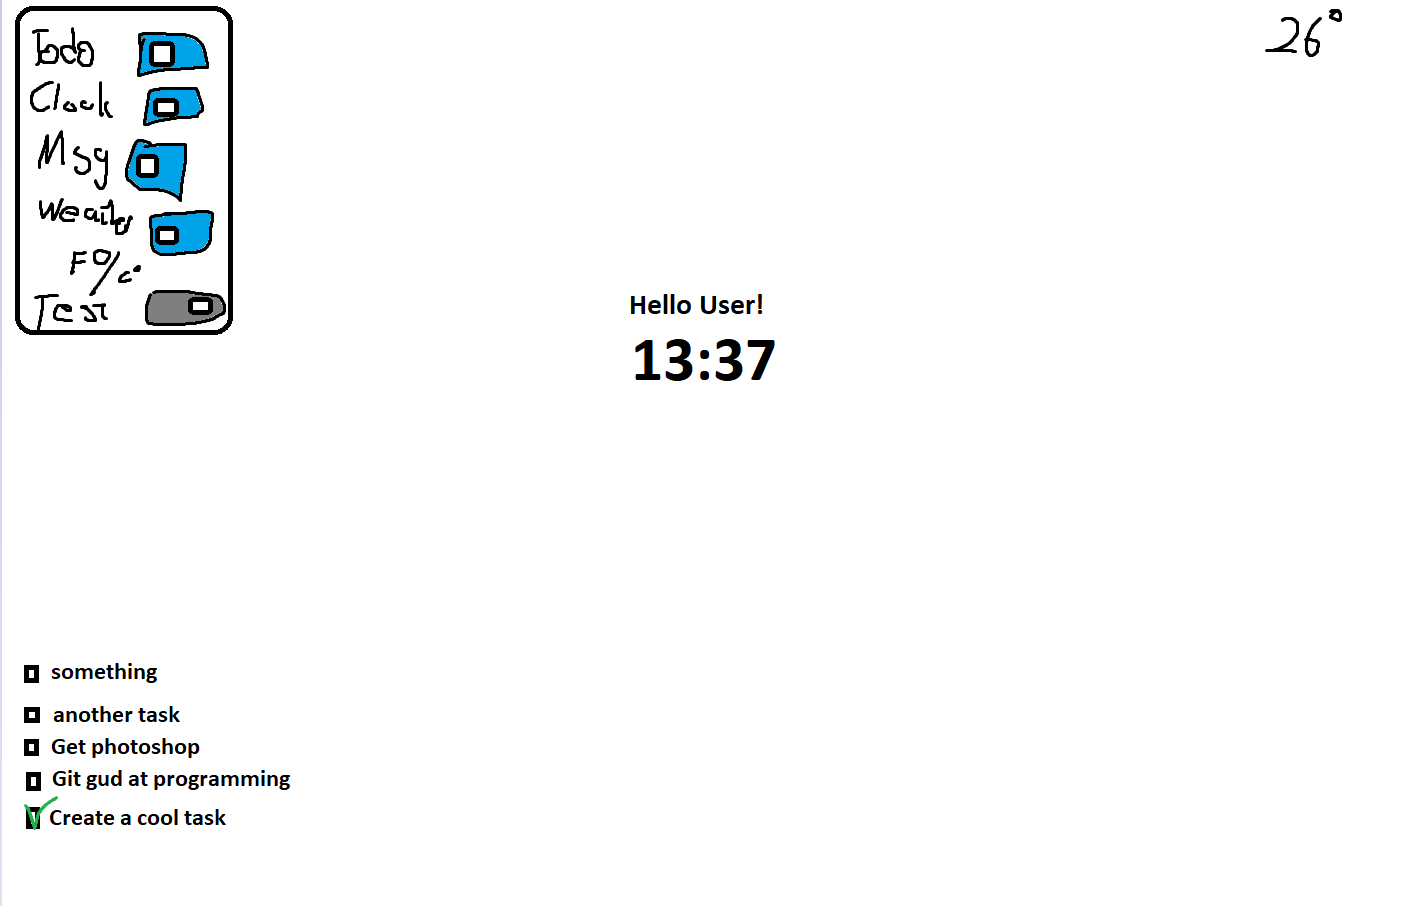 Todo
Clock
Msg
Weather
F°/c°
Test
26°
Hello User!
13:37
something
another task
Get photoshop
Git gud at programming
Create a cool task